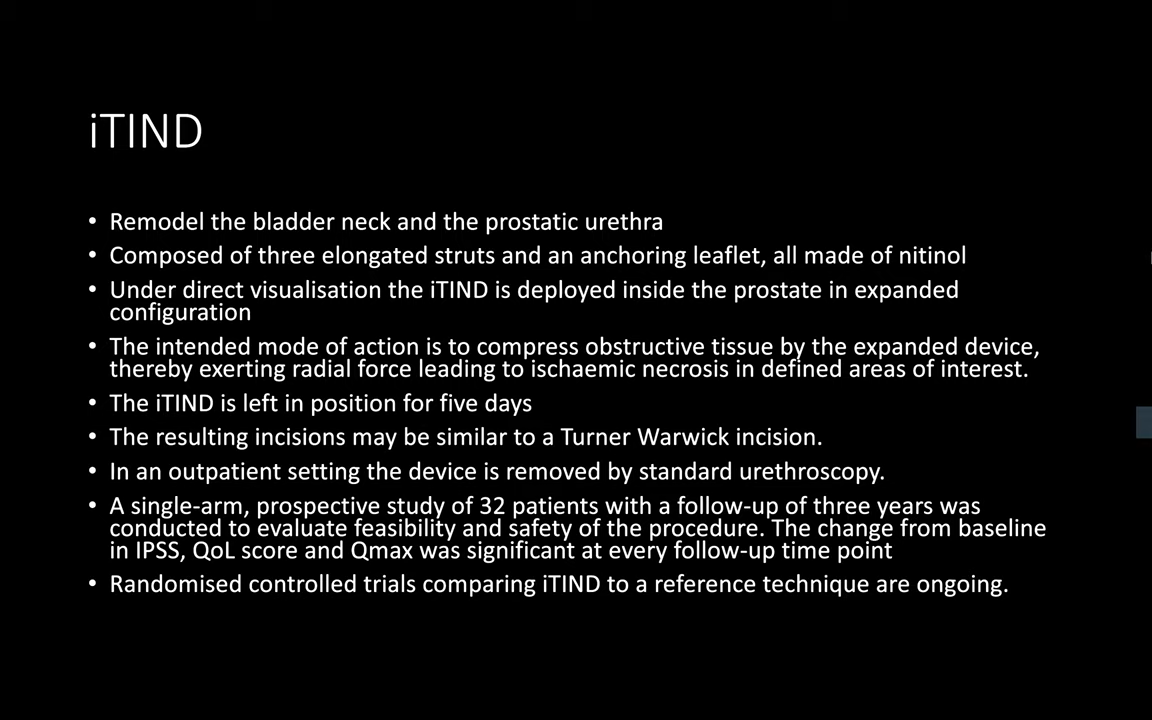 iTIND
• Remodel the bladder neck and the prostatic urethra
• Composed of three elongated struts and an anchoring leaflet, all made of nitinol
• Under direct visualisation the iTIND is deployed inside the prostate in expanded
configuration
• The intended mode of action is to compress obstructive tissue by the expanded device,
thereby exerting radial force leading to ischaemic necrosis in defined areas of interest.
• The iTIND is left in position for five days
• The resulting incisions may be similar to a Turner Warwick incision.
• In an outpatient setting the device is removed by standard urethroscopy.
• A single-arm, prospective study of 32 patients with a follow-up of three years was
conducted to evaluate feasibility and safety of the procedure. The change from baseline
in IPSS, QoL score and Qmax was significant at every follow-up time point
• Randomised controlled trials comparing iTIND to a reference technique are ongoing.